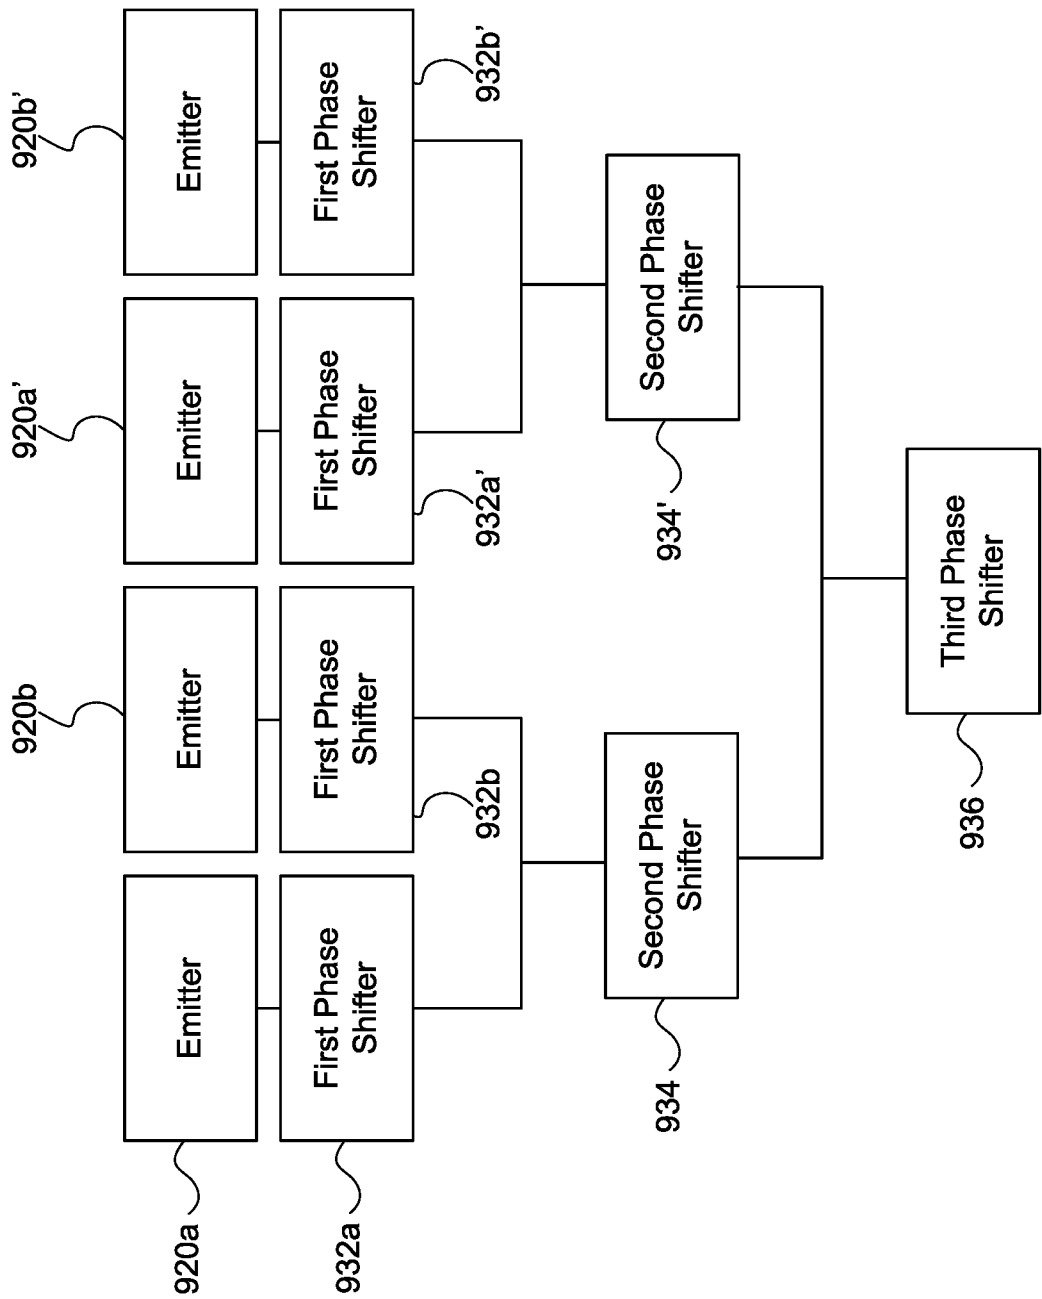 920a
Emitter
920b
Emitter
920a’
Emitter
920b’
Emitter
932a
First Phase
Shifter
932b
First Phase
Shifter
932a’
First Phase
Shifter
932b’
First Phase
Shifter
934
Second Phase
Shifter
934'
Second Phase
Shifter
936
Third Phase
Shifter